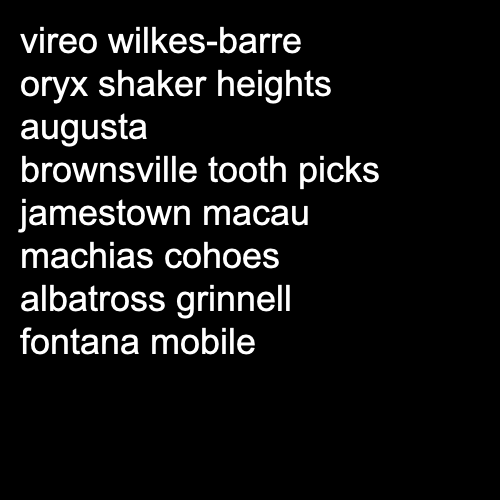 vireo wilkes-barre
oryx shaker heights
augusta
brownsville tooth picks
jamestown macau
machias cohoes
albatross grinnell
fontana mobile